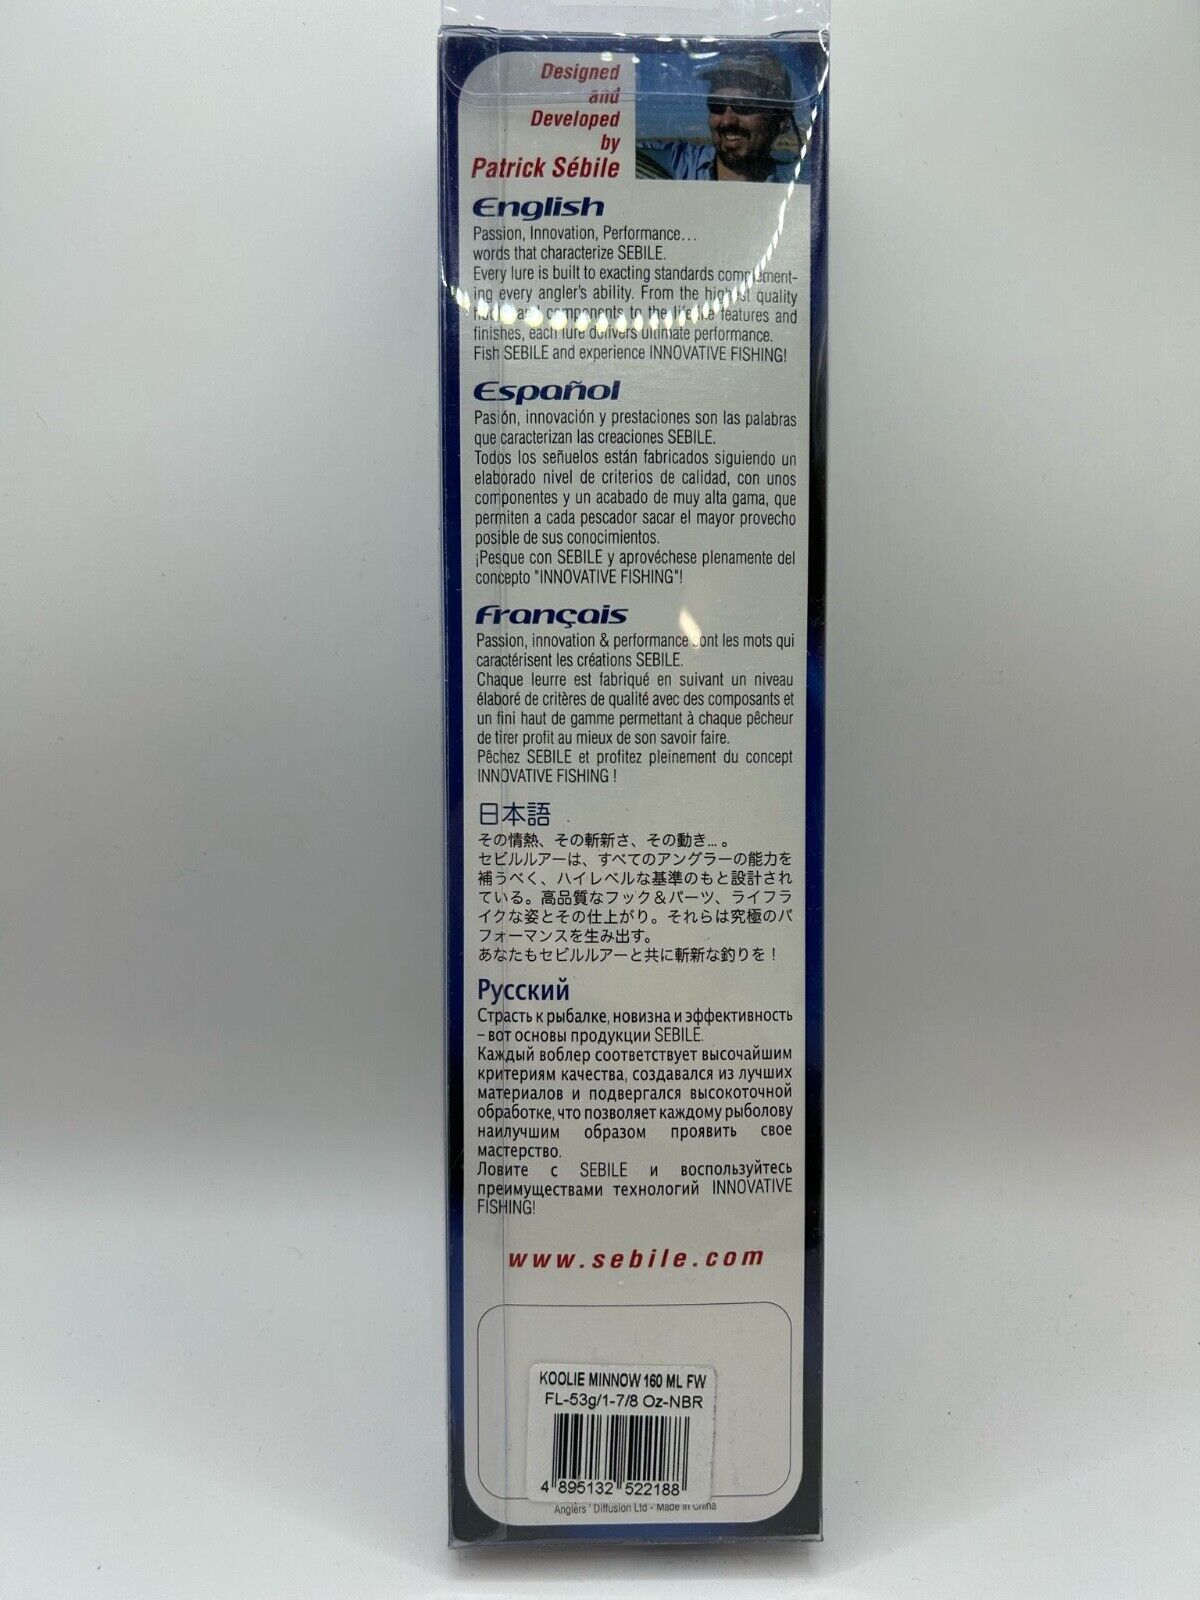 Designed
and
Developed
by
Patrick Sébile
English
Passion, Innovation, Performance...
words that characterize SEBILE.
Every lure is built to exacting standards complement-
ing every angler's ability. From the highest quality
components to the features and
finishes, each lure delivers ultimate performance.
Fish SEBILE and experience INNOVATIVE FISHING!
Español
Pasión, innovación y prestaciones son las palabras
que caracterizan las creaciones SEBILE.
Todos los señuelos están fabricados siguiendo un
elaborado nivel de criterios de calidad, con unos
componentes y un acabado de muy alta gama, que
permiten a cada pescador sacar el mayor provecho
posible de sus conocimientos.
¡Pesque con SEBILE y aprovéchese plenamente del
concepto "INNOVATIVE FISHING"!
Français
Passion, innovation & performance sont les mots qui
caractérisent les créations SEBILE.
Chaque leurre est fabriqué en suivant un niveau
élaboré de critères de qualité avec des composants et
un fini haut de gamme permettant à chaque pêcheur
de tirer profit au mieux de son savoir faire.
Pêchez SEBILE et profitez pleinement du concept
INNOVATIVE FISHING !
日本語
その情熱、その斬新さ、その動き...。
セビルルアーは、すべてのアングラーの能力を
補うべく、ハイレベルな基準のもと設計され
ている。高品質なフック＆パーツ、ライフラ
イクな姿とその仕上がり。それらは究極のパ
フォーマンスを生み出す。
あなたもセビルルアーと共に斬新な釣りを！
Русский
Страсть к рыбалке, новизна и эффективность
– вот основы продукции SEBILE.
Каждый воблер соответствует высочайшим
критериям качества, создавался из лучших
материалов и подвергался высокоточной
обработке, что позволяет каждому рыболову
наилучшим образом проявить свое
мастерство.
Ловите с SEBILE и воспользуйтесь
преимуществами технологий INNOVATIVE
FISHING!
www.sebile.com
KOOLIE MINNOW 160 ML FW
FL-53g/1-7/8 Oz-NBR
4 895132 522188
Anglers ' Diffusion Ltd - Made in China